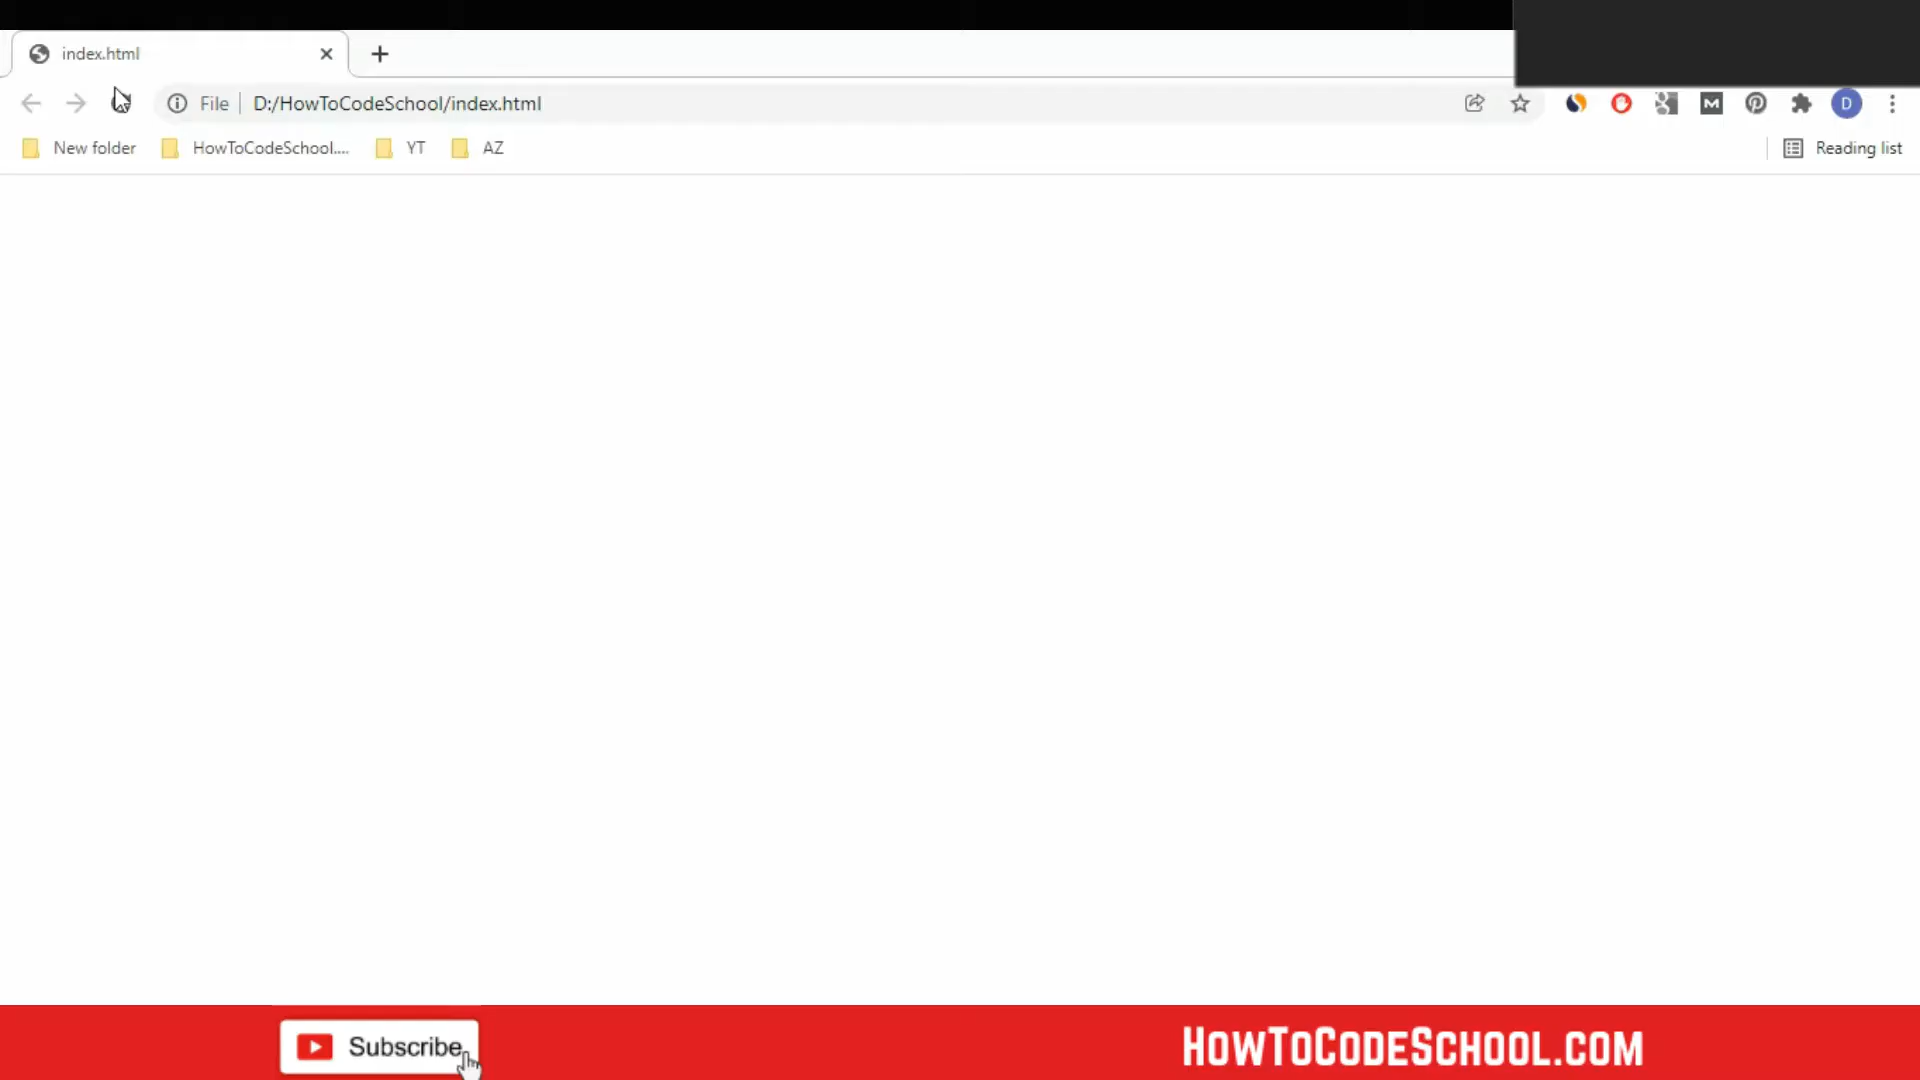 index.html
File D:/HowToCodeSchool/index.html
D
New folder HowToCodeSchool.... YT AZ Reading list
Subscribe HowToCodeSchool.com